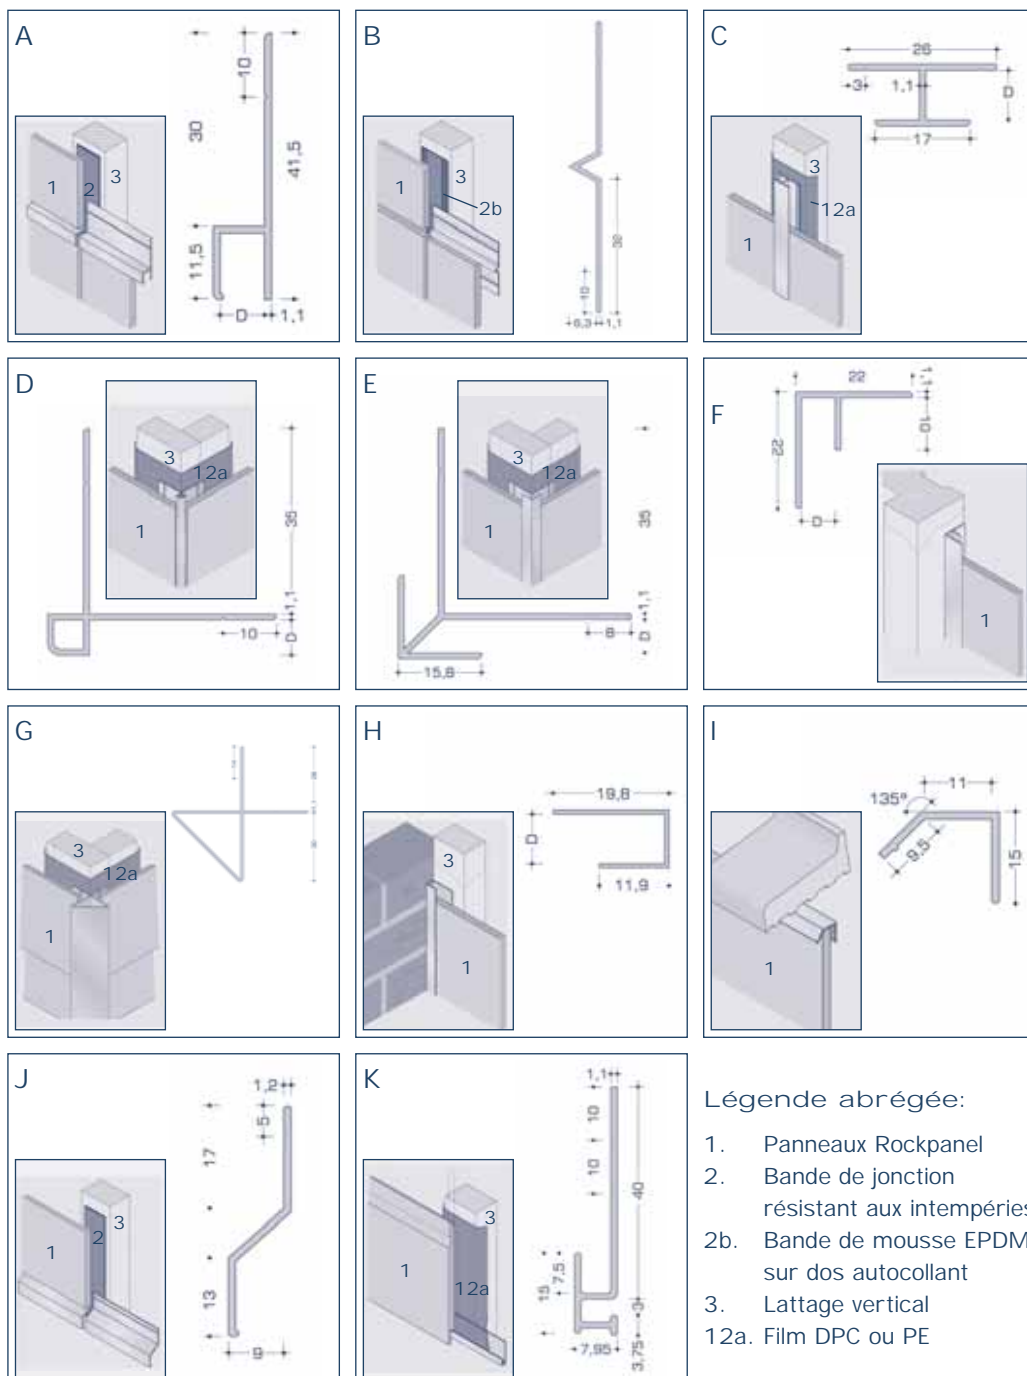 A
10
30
41,5
11,5
D
1,1
1
2
3
B
1
3
2b
32
10
6,3
1,1
C
26
3
1,1
D
17
3
12a
1
D
3
12a
1
35
1,1
10
D
E
3
12a
1
35
1,1
8
D
15,8
F
22
1,1
10
22
D
1
G
3
12a
1
H
19,8
D
11,9
3
1
I
11
135°
9,5
15
1
J
1,2
5
17
13
9
3
2
1
K
1,1
10
10
40
7,5
15
3
7,95
3,75
3
1
12a
Légende abrégée:
1. Panneaux Rockpanel
2. Bande de jonction
résistant aux intempéries
2b. Bande de mousse EPDM
sur dos autocollant
3. Lattage vertical
12a. Film DPC ou PE